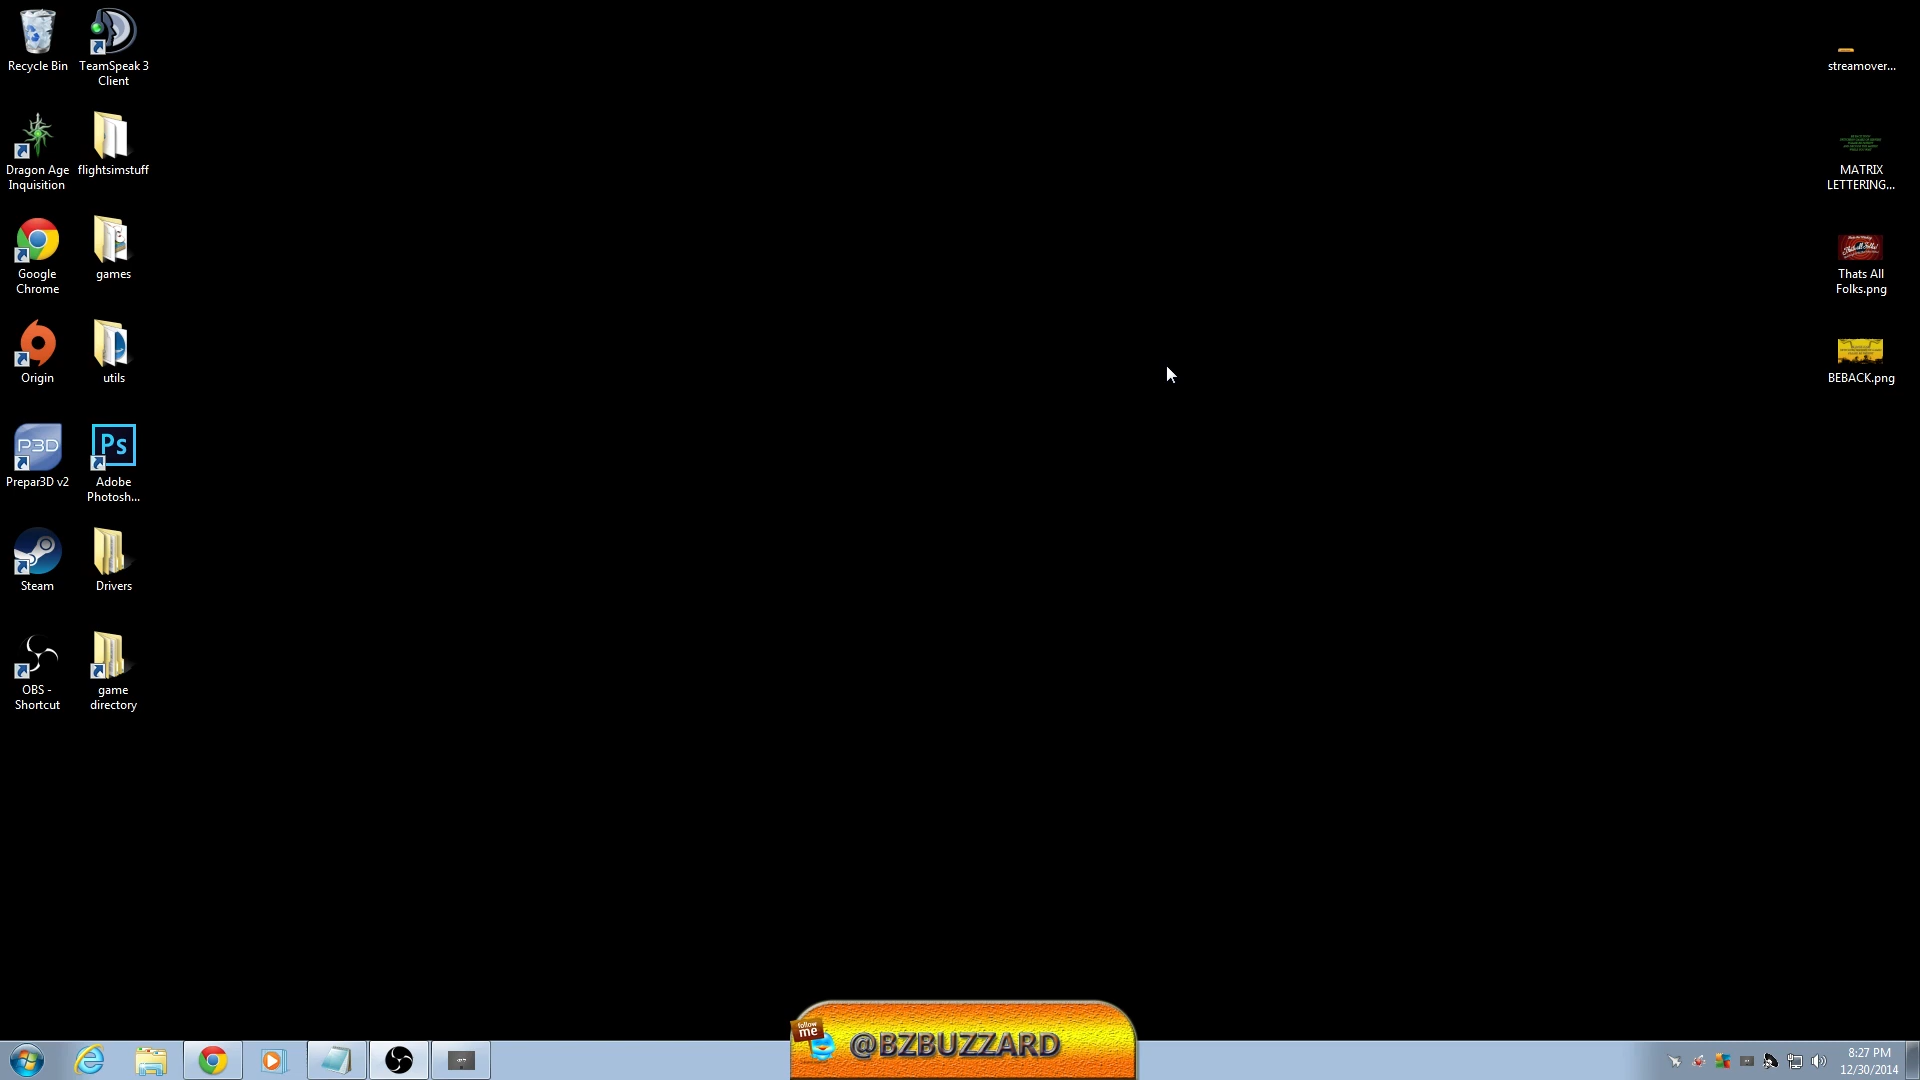 Recycle Bin
TeamSpeak 3
Client
Dragon Age
Inquisition
flightsimstuff
Google
Chrome
games
Origin
utils
P3D
Prepar3D v2
Ps
Adobe
Photosh...
Steam
Drivers
OBS -
Shortcut
game
directory
streamover...
MATRIX
LETTERING...
Thats All
Folks.png
BEBACK.png
follow
me
@BZBUZZARD
8:27 PM
12/30/2014